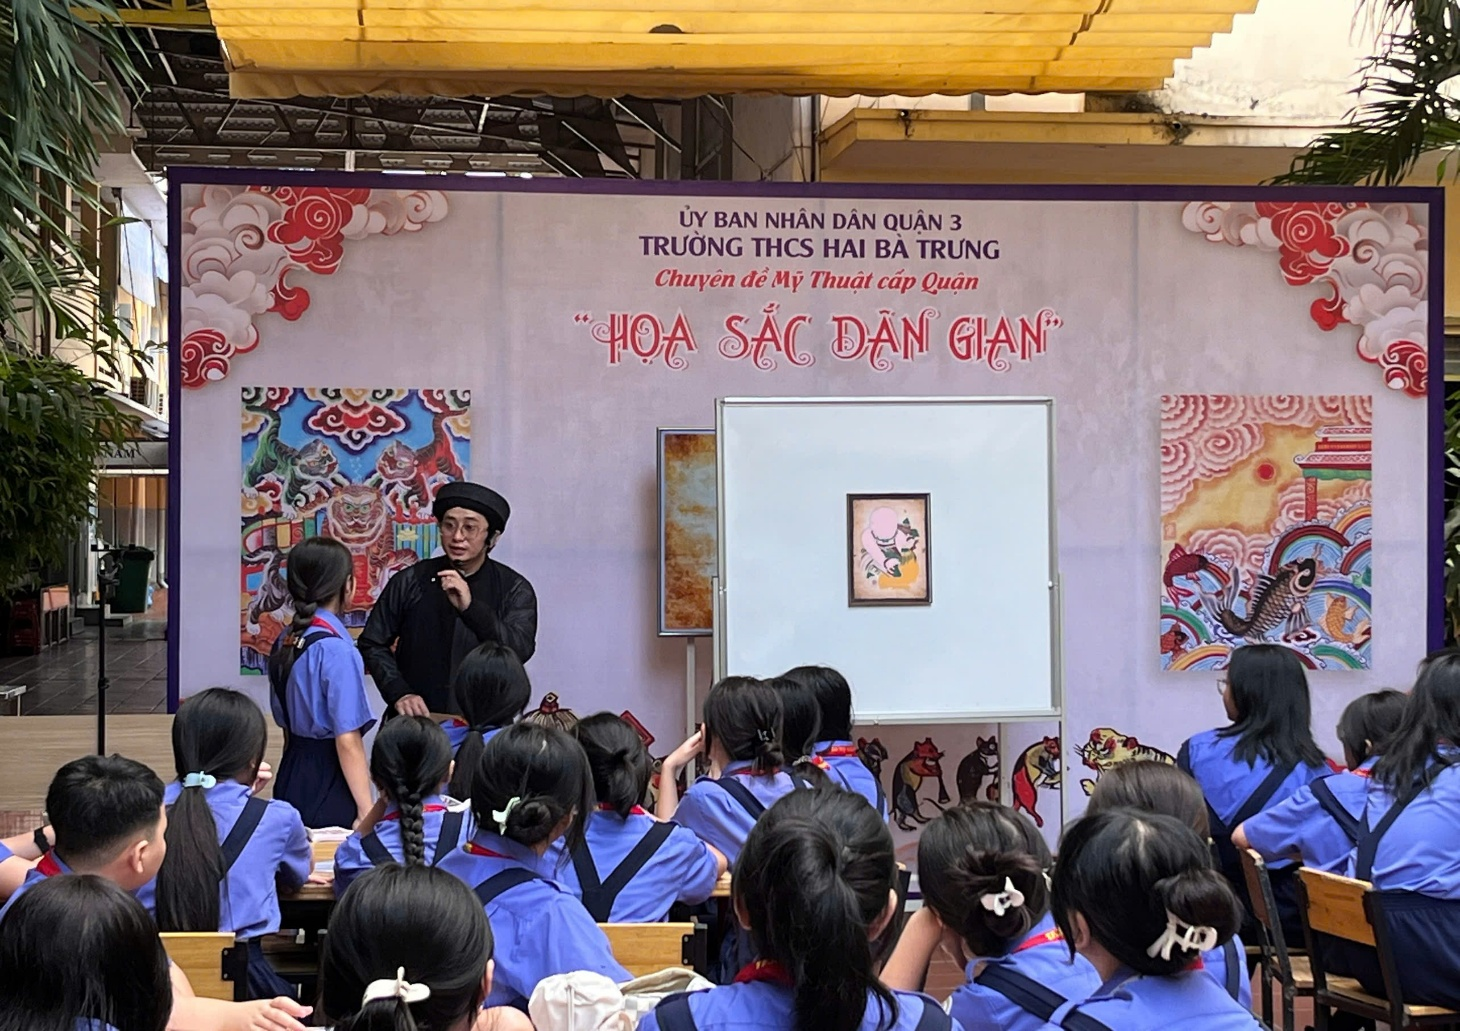 ỦY BAN NHÂN DÂN QUẬN 3
TRƯỜNG THCS HAI BÀ TRƯNG
Chuyên đề Mỹ Thuật cấp Quận
"HỌA SẮC DÂN GIAN"